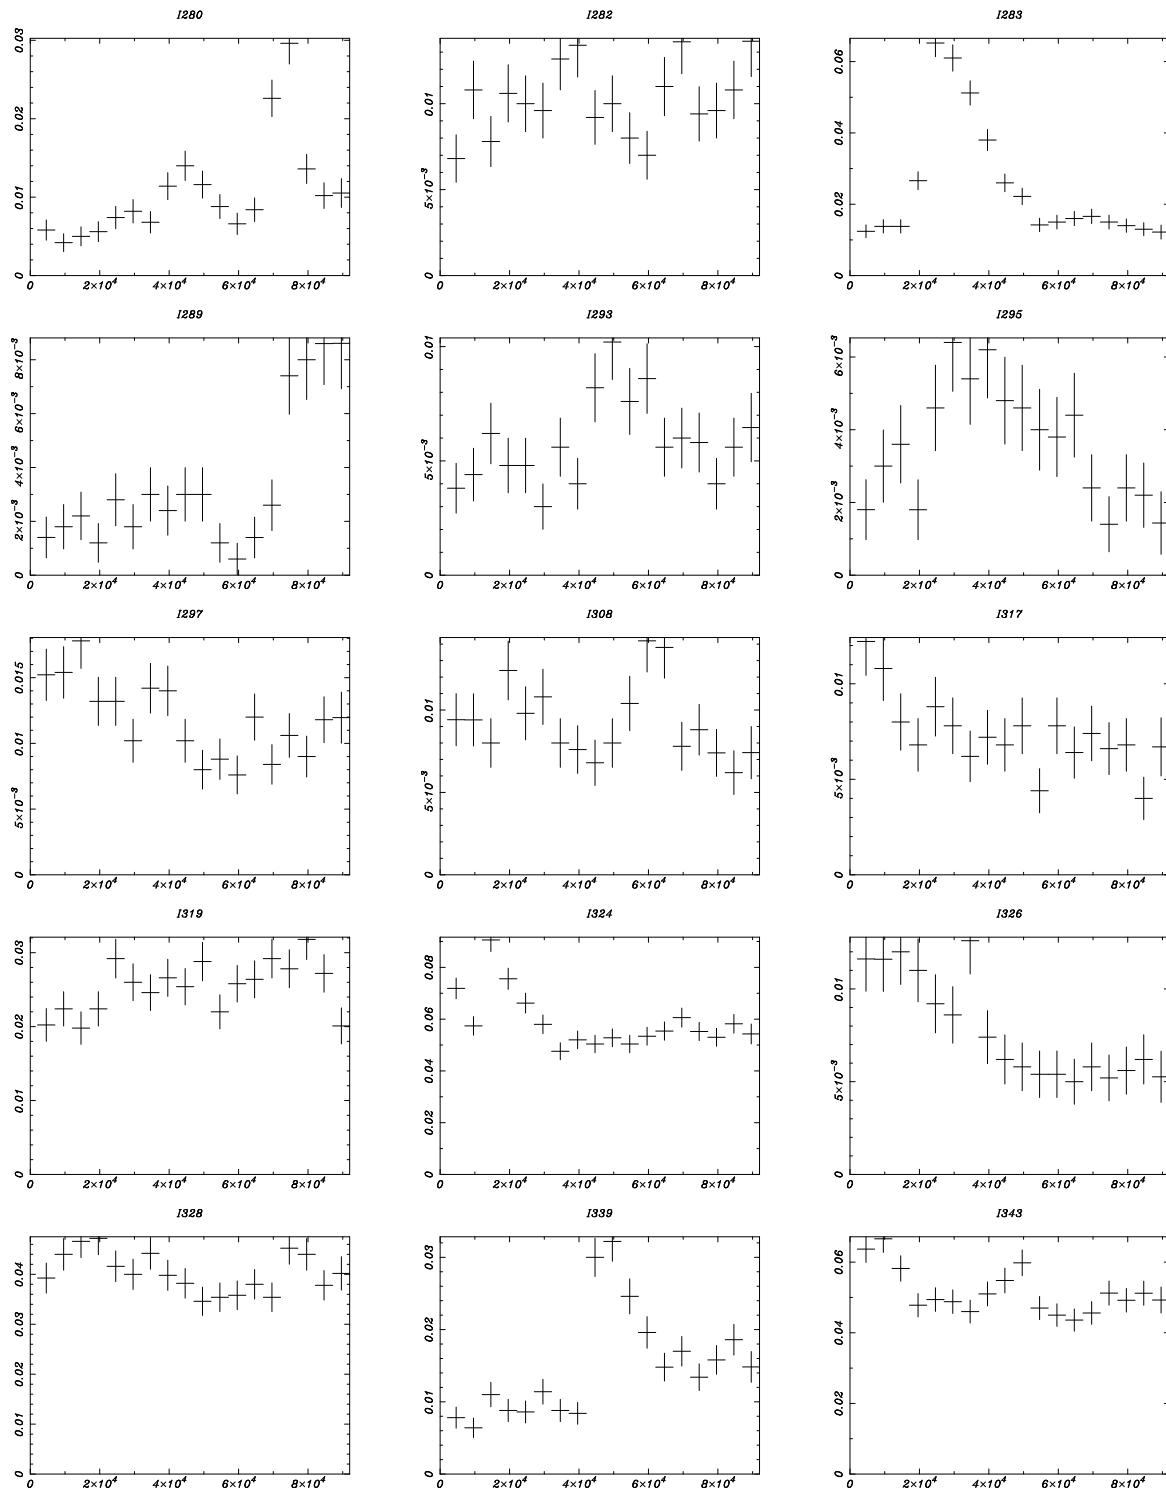 I280 I282 I283
0.03 0.02 0.01 0
0.01 5×10⁻³ 0
0.06 0.04 0.02 0
0 2×10⁴ 4×10⁴ 6×10⁴ 8×10⁴
0 2×10⁴ 4×10⁴ 6×10⁴ 8×10⁴
0 2×10⁴ 4×10⁴ 6×10⁴ 8×10⁴
I289 I293 I295
8×10⁻³ 6×10⁻³ 4×10⁻³ 2×10⁻³ 0
0.01 5×10⁻³ 0
6×10⁻³ 4×10⁻³ 2×10⁻³ 0
0 2×10⁴ 4×10⁴ 6×10⁴ 8×10⁴
0 2×10⁴ 4×10⁴ 6×10⁴ 8×10⁴
0 2×10⁴ 4×10⁴ 6×10⁴ 8×10⁴
I297 I308 I317
0.015 0.01 5×10⁻³ 0
0.01 5×10⁻³ 0
0.01 5×10⁻³ 0
0 2×10⁴ 4×10⁴ 6×10⁴ 8×10⁴
0 2×10⁴ 4×10⁴ 6×10⁴ 8×10⁴
0 2×10⁴ 4×10⁴ 6×10⁴ 8×10⁴
I319 I324 I326
0.03 0.02 0.01 0
0.08 0.06 0.04 0.02 0
0.01 5×10⁻³ 0
0 2×10⁴ 4×10⁴ 6×10⁴ 8×10⁴
0 2×10⁴ 4×10⁴ 6×10⁴ 8×10⁴
0 2×10⁴ 4×10⁴ 6×10⁴ 8×10⁴
I328 I339 I343
0.04 0.03 0.02 0.01 0
0.03 0.02 0.01 0
0.06 0.04 0.02 0
0 2×10⁴ 4×10⁴ 6×10⁴ 8×10⁴
0 2×10⁴ 4×10⁴ 6×10⁴ 8×10⁴
0 2×10⁴ 4×10⁴ 6×10⁴ 8×10⁴